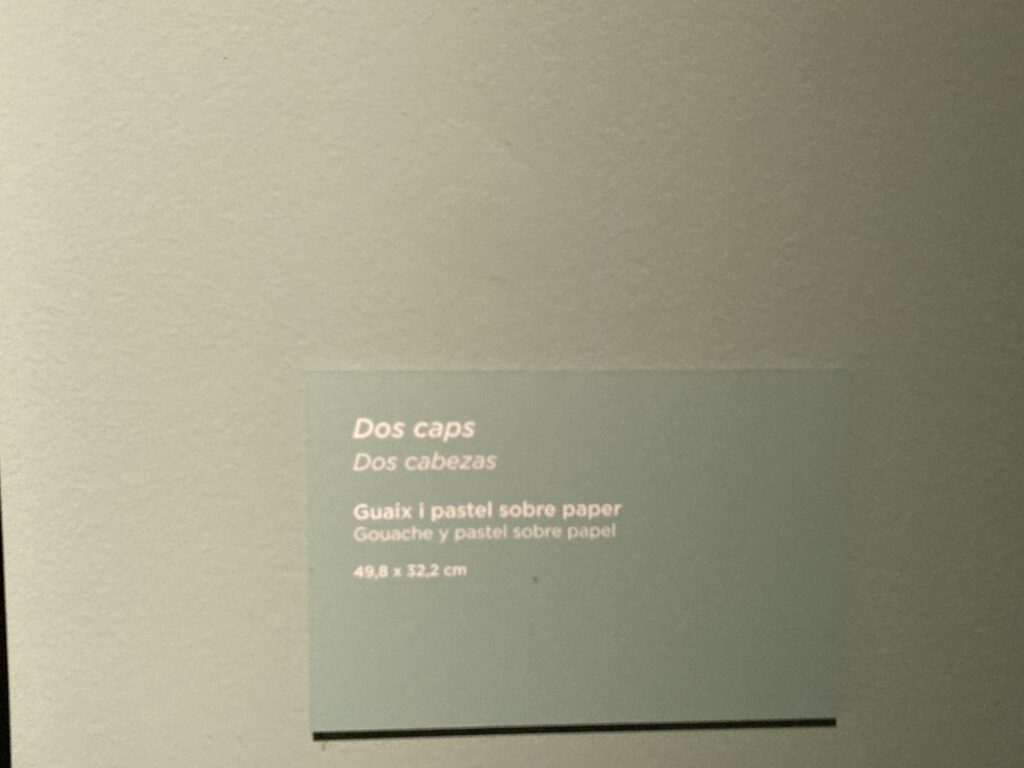 Dos caps
Dos cabezas
Guaix i pastel sobre paper
Gouache y pastel sobre papel
49,8 x 32,2 cm